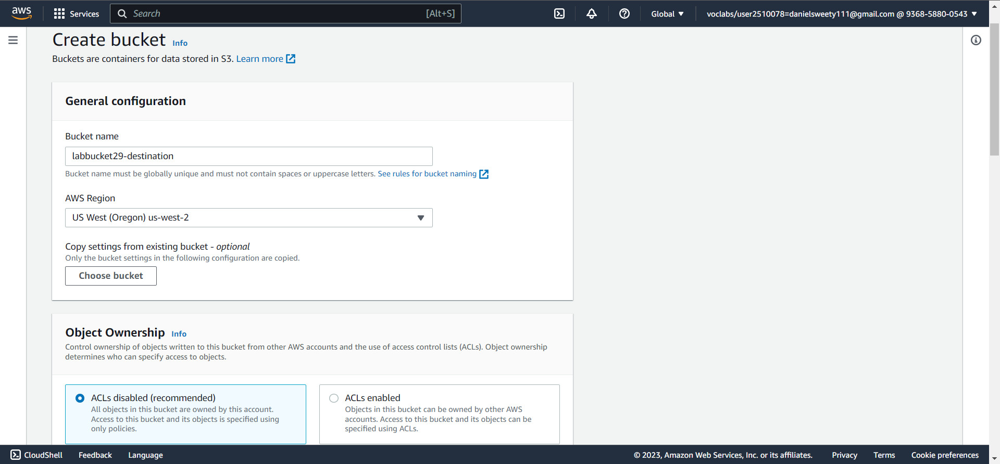 aws
Services
Search
[Alt+S]
Global
voclabs/user2510078=danielsweety111@gmail.com @ 9368-5880-0543
Create bucket Info
Buckets are containers for data stored in S3. Learn more
General configuration
Bucket name
labbucket29-destination
Bucket name must be globally unique and must not contain spaces or uppercase letters. See rules for bucket naming
AWS Region
US West (Oregon) us-west-2
Copy settings from existing bucket - optional
Only the bucket settings in the following configuration are copied.
Choose bucket
Object Ownership Info
Control ownership of objects written to this bucket from other AWS accounts and the use of access control lists (ACLs). Object ownership
determines who can specify access to objects.
ACLs disabled (recommended)
All objects in this bucket are owned by this account.
Access to this bucket and its objects is specified using
only policies.
ACLs enabled
Objects in this bucket can be owned by other AWS
accounts. Access to this bucket and its objects can be
specified using ACLs.
CloudShell
Feedback
Language
© 2023, Amazon Web Services, Inc. or its affiliates.
Privacy
Terms
Cookie preferences